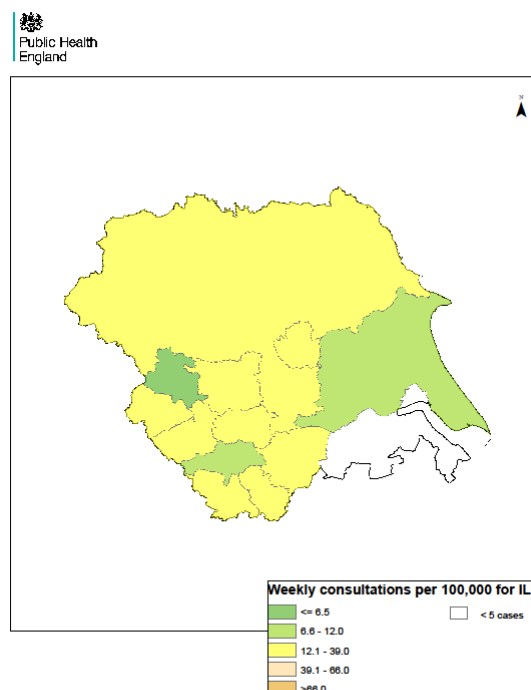 Public Health
England
N
Weekly consultations per 100,000 for IL
<= 6.5
< 5 cases
6.6 - 12.0
12.1 - 39.0
39.1 - 66.0
>66.0